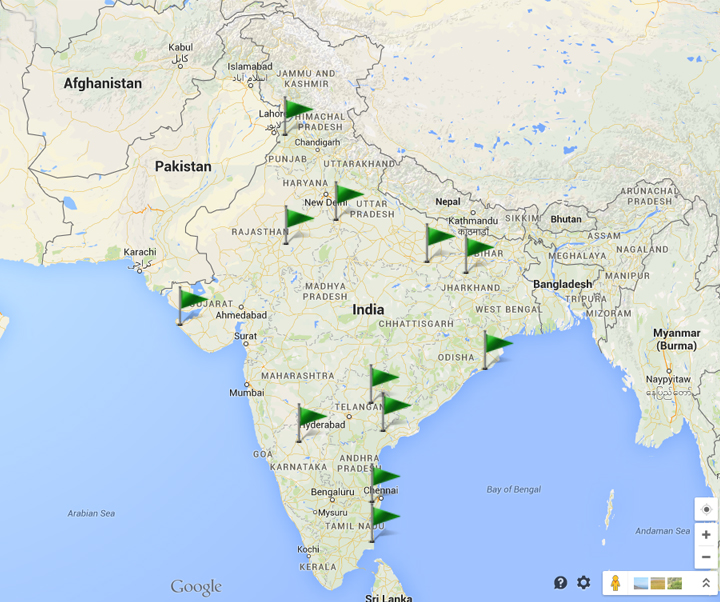 Kabul
کابل
Islamabad
اسلام آباد
Afghanistan
JAMMU AND
KASHMIR
Lahor
لاہور
HIMACHAL
PRADESH
Chandigarh
Pakistan
PUNJAB
UTTARAKHAND
HARYANA
New Delhi
Nepal
ARUNACHAL
PRADESH
UTTAR
PRADESH
Kathmandu
काठमाडौं
SIKKIM
Bhutan
RAJASTHAN
ASSAM
NAGALAND
Karachi
كراچى
BIHAR
MEGHALAYA
MANIPUR
MADHYA
PRADESH
JHARKHAND
Bangladesh
GUJARAT
Ahmedabad
India
TRIPURA
WEST BENGAL
MIZORAM
CHHATTISGARH
Surat
Myanmar
(Burma)
ODISHA
MAHARASHTRA
Naypyitaw
နေပြည်တော်
Mumbai
TELANGAN
Hyderabad
GOA
KARNATAKA
ANDHRA
PRADESH
Bengaluru
Chennai
Bay of Bengal
Arabian Sea
Mysuru
TAMIL NADU
Andaman Sea
Kochi
KERALA
Google
Sri Lanka